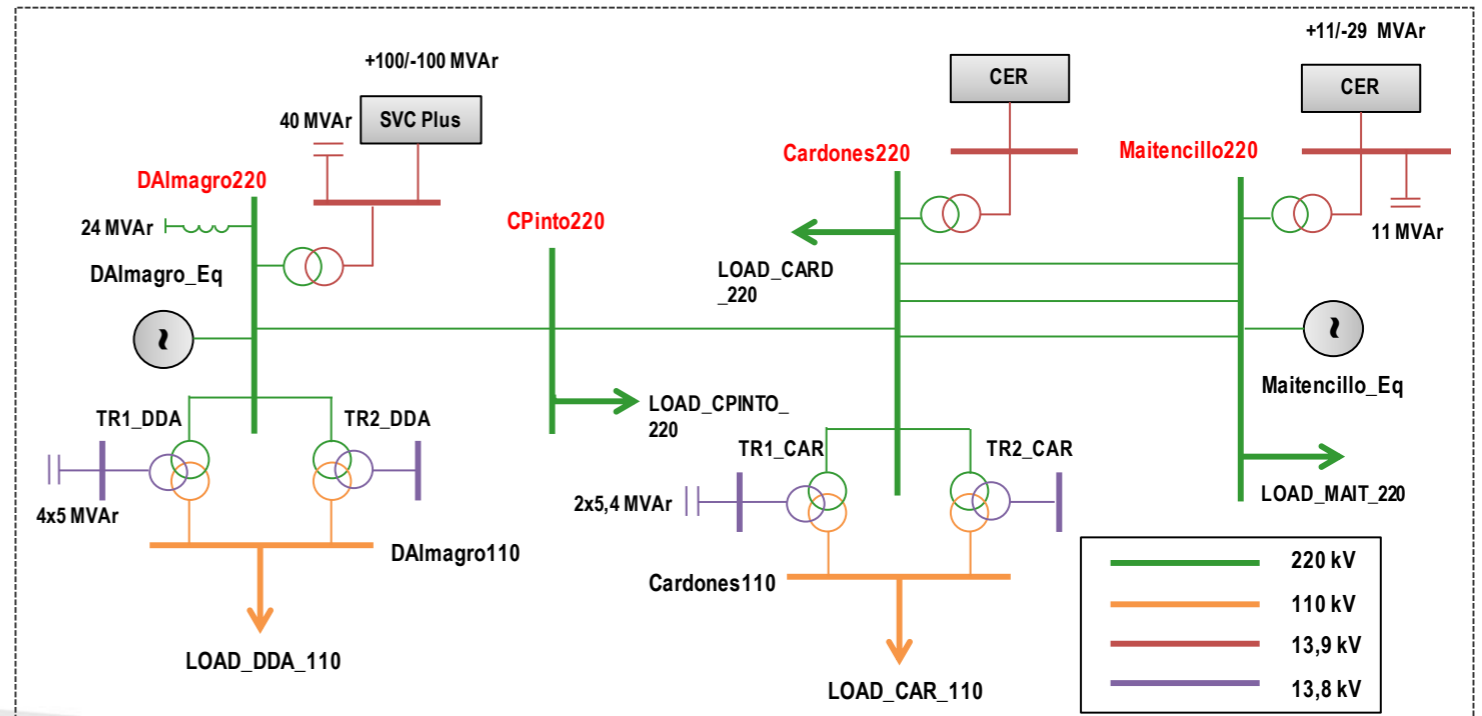 +100/-100 MVAr
+11/-29 MVAr
CER
CER
40 MVAr
SVC Plus
DAlmagro220
Cardones220
Maitencillo220
24 MVAr
CPinto220
11 MVAr
DAlmagro_Eq
LOAD_CARD
_220
~
~
Maitencillo_Eq
TR1_DDA
TR2_DDA
LOAD_CPINTO_
220
TR1_CAR
TR2_CAR
4x5 MVAr
2x5,4 MVAr
LOAD_MAIT_220
DAlmagro110
Cardones110
LOAD_DDA_110
LOAD_CAR_110
220 kV
110 kV
13,9 kV
13,8 kV